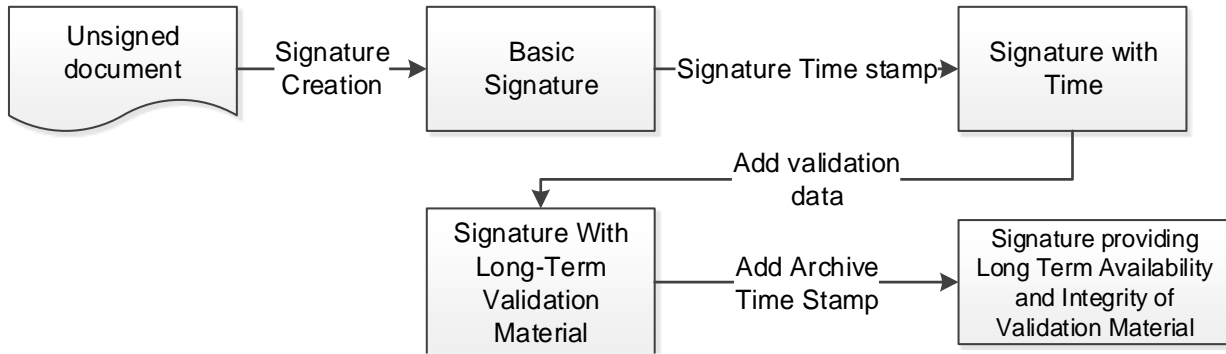 Unsigned
document
Signature
Creation
Basic
Signature
Signature Time stamp
Signature with
Time
Add validation
data
Signature With
Long-Term
Validation
Material
Add Archive
Time Stamp
Signature providing
Long Term Availability
and Integrity of
Validation Material